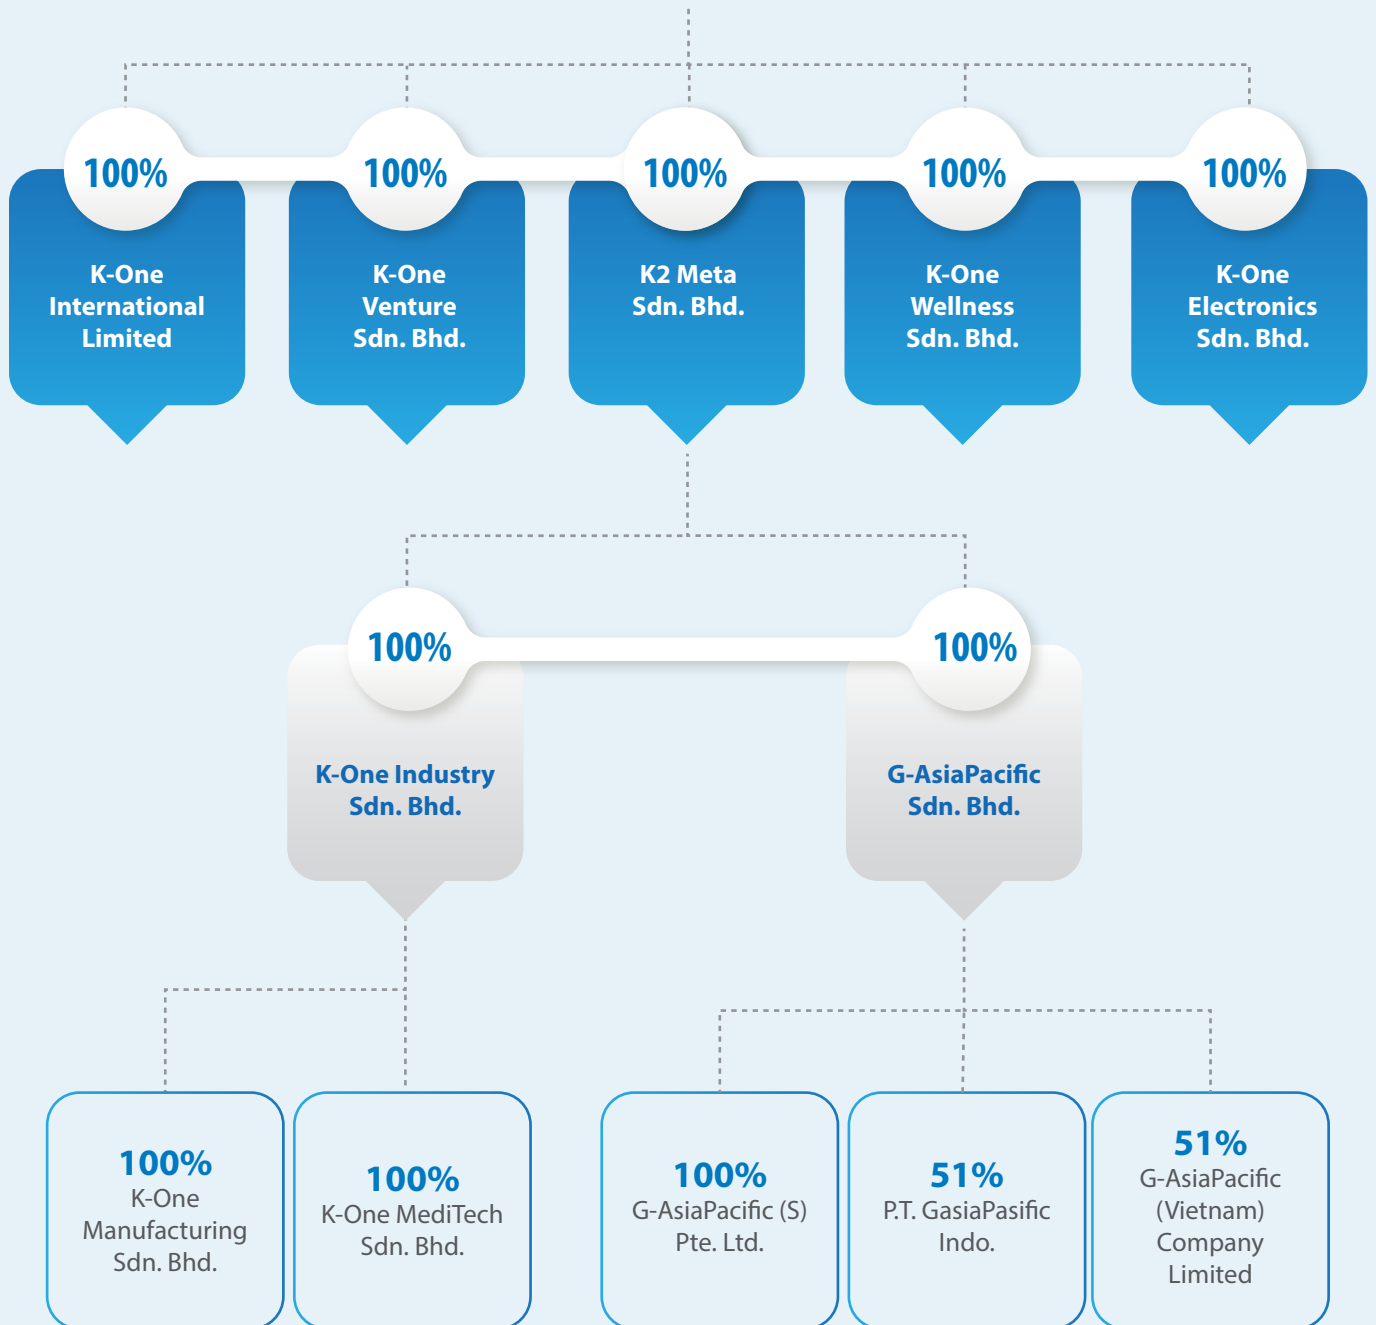 100%
K-One
International
Limited
100%
K-One
Venture
Sdn. Bhd.
100%
K2 Meta
Sdn. Bhd.
100%
K-One
Wellness
Sdn. Bhd.
100%
K-One
Electronics
Sdn. Bhd.
100%
K-One Industry
Sdn. Bhd.
100%
G-AsiaPacific
Sdn. Bhd.
100%
K-One
Manufacturing
Sdn. Bhd.
100%
K-One MediTech
Sdn. Bhd.
100%
G-AsiaPacific (S)
Pte. Ltd.
51%
P.T. GasiaPasific
Indo.
51%
G-AsiaPacific
(Vietnam)
Company
Limited